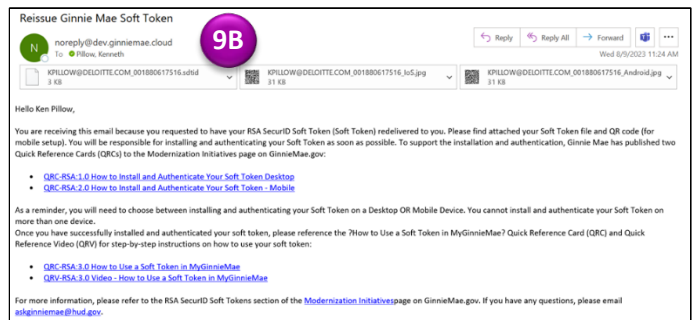 Reissue Ginnie Mae Soft Token
9B
N
noreply@dev.ginniemae.cloud
To Pillow, Kenneth
Reply
Reply All
Forward
Wed 8/9/2023 11:24 AM
KPILLOW@DELOITTE.COM_001880617516.sdtid
3 KB
KPILLOW@DELOITTE.COM_001880617516_IoS.jpg
31 KB
KPILLOW@DELOITTE.COM_001880617516_Android.jpg
31 KB
Hello Ken Pillow,
You are receiving this email because you requested to have your RSA SecurID Soft Token (Soft Token) redelivered to you. Please find attached your Soft Token file and QR code (for
mobile setup). You will be responsible for installing and authenticating your Soft Token as soon as possible. To support the installation and authentication, Ginnie Mae has published two
Quick Reference Cards (QRCs) to the Modernization Initiatives page on GinnieMae.gov:
• QRC-RSA:1.0 How to Install and Authenticate Your Soft Token Desktop
• QRC-RSA:2.0 How to Install and Authenticate Your Soft Token - Mobile
As a reminder, you will need to choose between installing and authenticating your Soft Token on a Desktop OR Mobile Device. You cannot install and authenticate your Soft Token on
more than one device.
Once you have successfully installed and authenticated your soft token, please reference the ?How to Use a Soft Token in MyGinnieMae? Quick Reference Card (QRC) and Quick
Reference Video (QRV) for step-by-step instructions on how to use your soft token:
• QRC-RSA:3.0 How to Use a Soft Token in MyGinnieMae
• QRV-RSA:3.0 Video - How to Use a Soft Token in MyGinnieMae
For more information, please refer to the RSA SecurID Soft Tokens section of the Modernization Initiativespage on GinnieMae.gov. If you have any questions, please email
askginniemae@hud.gov.